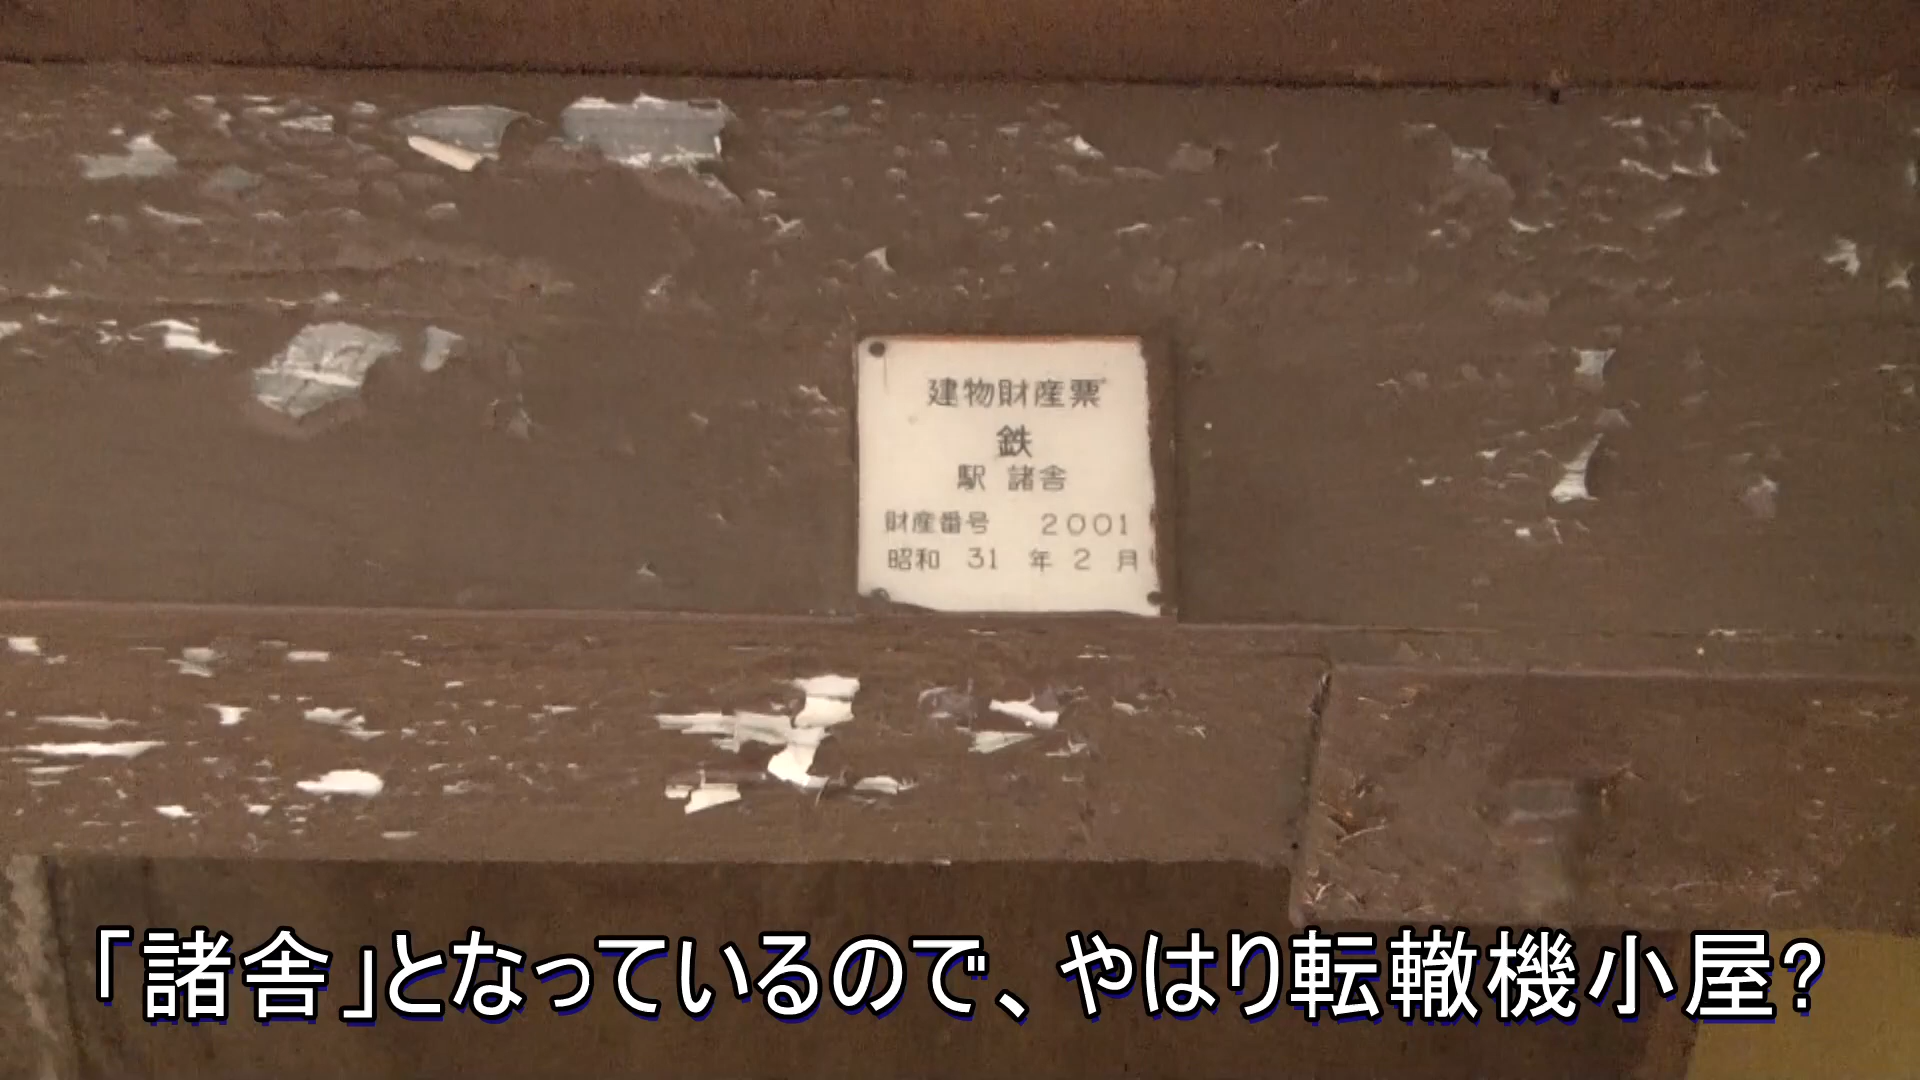 建物財産票
鉄
駅 諸舎
財産番号 2001
昭和 31 年 2 月
「諸舎」となっているので、やはり転轍機小屋?